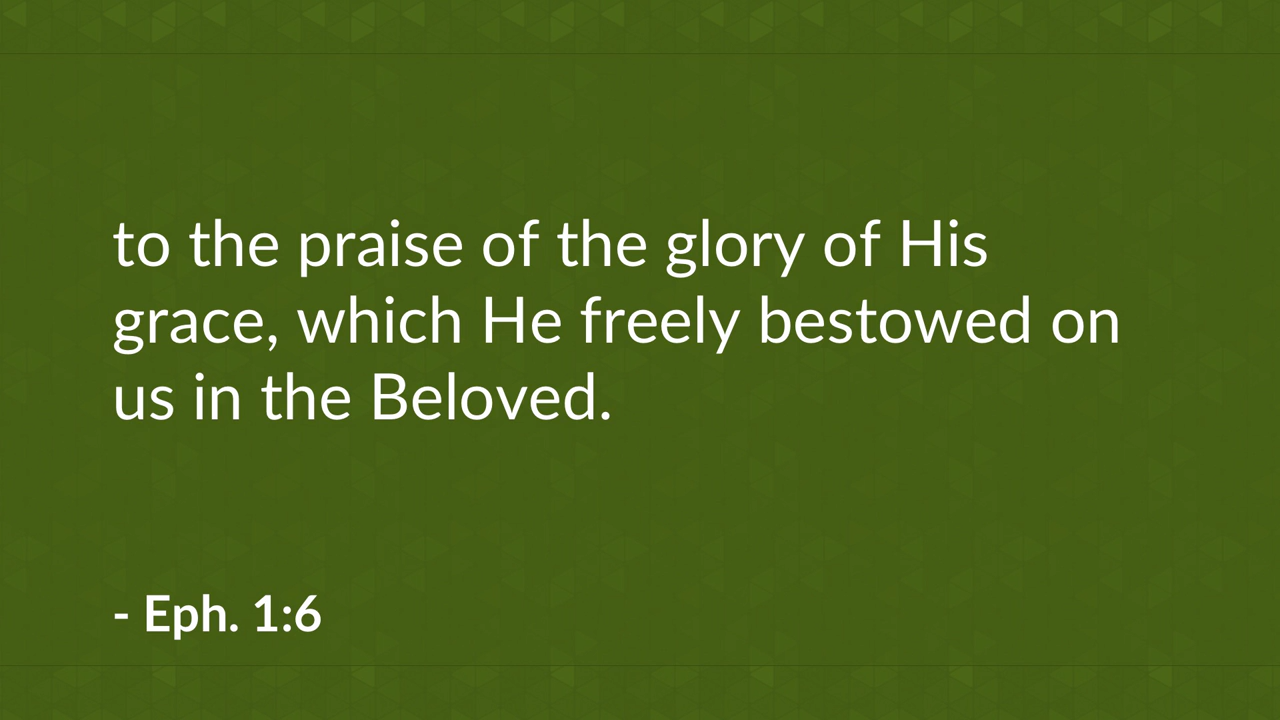 to the praise of the glory of His
grace, which He freely bestowed on
us in the Beloved.
- Eph. 1:6